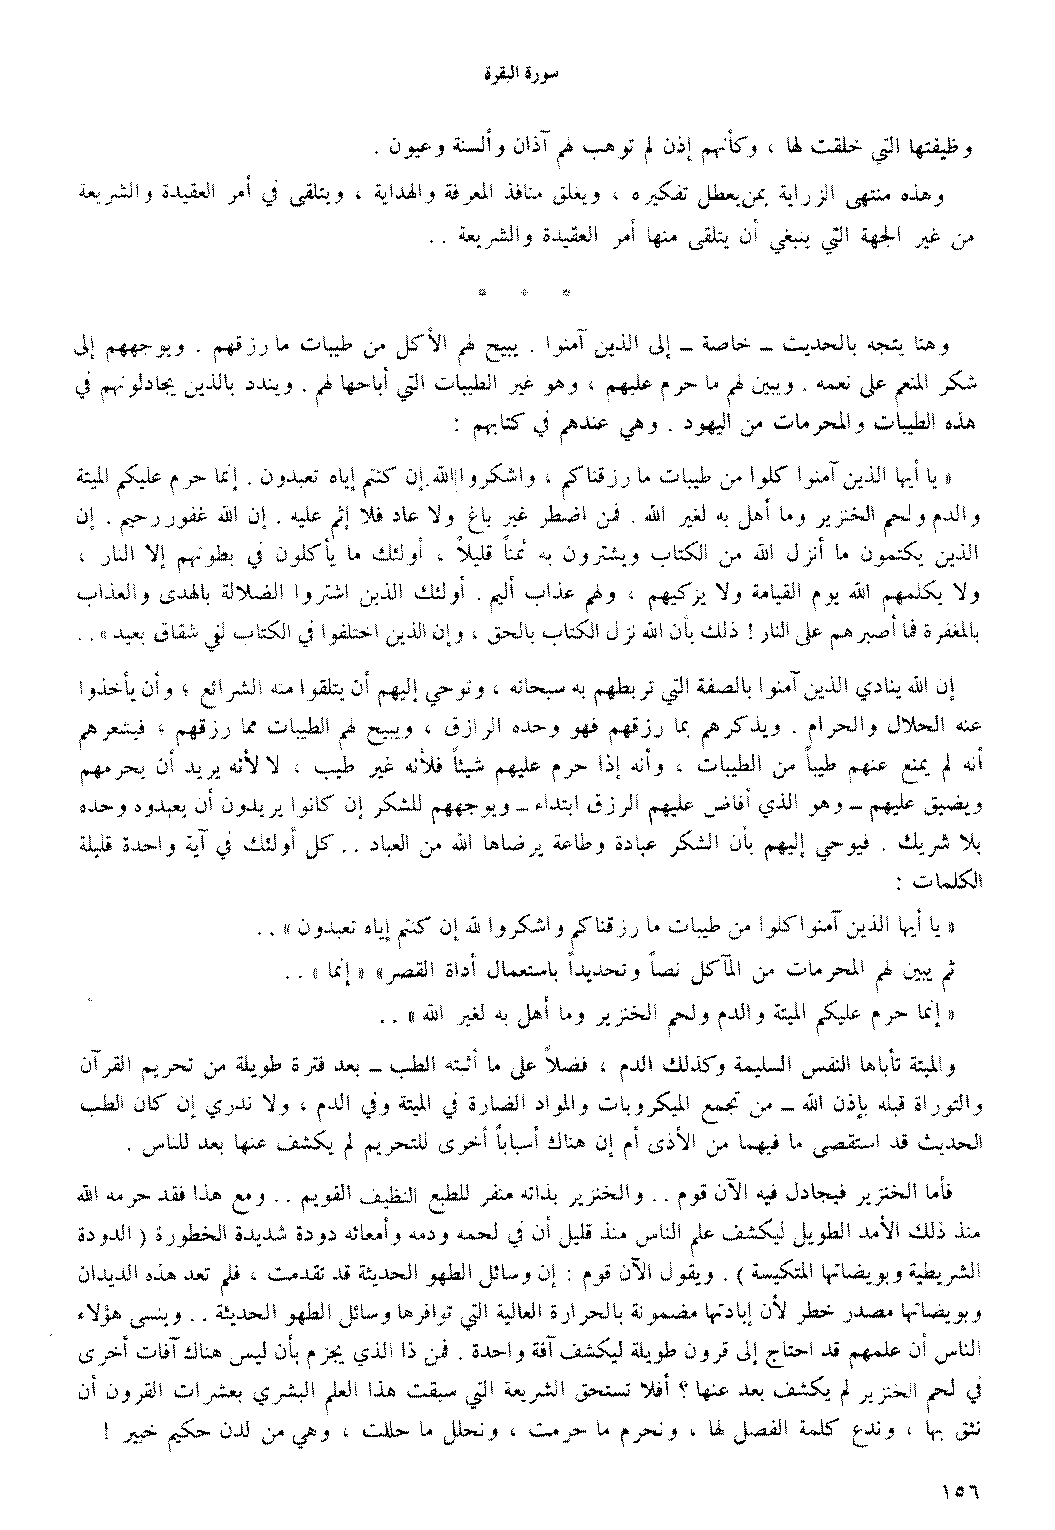 سورة البقرة
وظيفتها التي خلقت لها ، وكأنهم إذن لم توهب لهم آذان وألسنة وعيون .
وهذه منتهى الزراية بمن يعطل تفكيره ، ويغلق منافذ المعرفة والهداية ، ويتلقى في أمر العقيدة والشريعة
من غير الجهة التي ينبغي أن يتلقى منها أمر العقيدة والشريعة ..
* * *
وهنا يتجه بالحديث – خاصة – إلى الذين آمنوا . يبيح لهم الأكل من طيبات ما رزقهم . ويوجههم إلى
شكر المنعم على نعمه . ويبين لهم ما حرم عليهم ، وهو غير الطيبات التي أباحها لهم . ويندد بالذين يجادلونهم في
هذه الطيبات والمحرمات من اليهود . وهي عندهم في كتابهم :
« يا أيها الذين آمنوا كلوا من طيبات ما رزقناكم ، واشكروا الله إن كنتم إياه تعبدون . إنما حرم عليكم الميتة
والدم ولحم الخنزير وما أهل به لغير الله . فمن اضطر غير باغ ولا عاد فلا إثم عليه . إن الله غفور رحيم . إن
الذين يكتمون ما أنزل الله من الكتاب ويشترون به ثمناً قليلاً ، أولئك ما يأكلون في بطونهم إلا النار ،
ولا يكلمهم الله يوم القيامة ولا يزكيهم ، ولهم عذاب أليم . أولئك الذين اشتروا الضلالة بالهدى والعذاب
بالمغفرة فما أصبرهم على النار ! ذلك بأن الله نزل الكتاب بالحق ، وإن الذين اختلفوا في الكتاب لفي شقاق بعيد » ..
إن الله ينادي الذين آمنوا بالصفة التي تربطهم به سبحانه ، وتوحي إليهم أن يتلقوا منه الشرائع ؛ وأن يأخذوا
عنه الحلال والحرام . ويذكرهم بما رزقهم فهو وحده الرازق ، ويبيح لهم الطيبات مما رزقهم ؛ فيشعرهم
أنه لم يمنع عنهم طيباً من الطيبات ، وأنه إذا حرم عليهم شيئاً فلأنه غير طيب ، لا لأنه يريد أن يحرمهم
ويضيق عليهم – وهو الذي أفاض عليهم الرزق ابتداء – ويوجههم للشكر إن كانوا يريدون أن يعبدوه وحده
بلا شريك . فيوحي إليهم بأن الشكر عبادة وطاعة يرضاها الله من العباد .. كل أولئك في آية واحدة قليلة
الكلمات :
« يا أيها الذين آمنوا كلوا من طيبات ما رزقناكم واشكروا لله إن كنتم إياه تعبدون » ..
ثم يبين لهم المحرمات من المآكل نصاً وتحديداً باستعمال أداة القصر» « إنما » ..
« إنما حرم عليكم الميتة والدم ولحم الخنزير وما أهل به لغير الله » ..
والميتة تأباها النفس السليمة وكذلك الدم ، فضلاً على ما أثبته الطب – بعد فترة طويلة من تحريم القرآن
والتوراة قبله بإذن الله – من تجمع الميكروبات والمواد الضارة في الميتة وفي الدم ، ولا ندري إن كان الطب
الحديث قد استقصى ما فيهما من الأذى أم إن هناك أسباباً أخرى للتحريم لم يكشف عنها بعد للناس .
فأما الخنزير فيجادل فيه الآن قوم .. والخنزير بذاته منفر للطبع النظيف القويم .. ومع هذا فقد حرمه الله
منذ ذلك الأمد الطويل ليكشف علم الناس منذ قليل أن في لحمه ودمه وأمعائه دودة شديدة الخطورة ( الدودة
الشريطية وبويضاتها المتكيسة ) . ويقول الآن قوم : إن وسائل الطهو الحديثة قد تقدمت ، فلم تعد هذه الديدان
وبويضاتها مصدر خطر لأن إبادتها مضمونة بالحرارة العالية التي توافرها وسائل الطهو الحديثة .. وينسى هؤلاء
الناس أن علمهم قد احتاج إلى قرون طويلة ليكشف آفة واحدة . فمن ذا الذي يجزم بأن ليس هناك آفات أخرى
في لحم الخنزير لم يكشف بعد عنها ؟ أفلا تستحق الشريعة التي سبقت هذا العلم البشري بعشرات القرون أن
نثق بها ، وندع كلمة الفصل لها ، ونحرم ما حرمت ، ونحلل ما حللت ، وهي من لدن حكيم خبير !
١٥٦